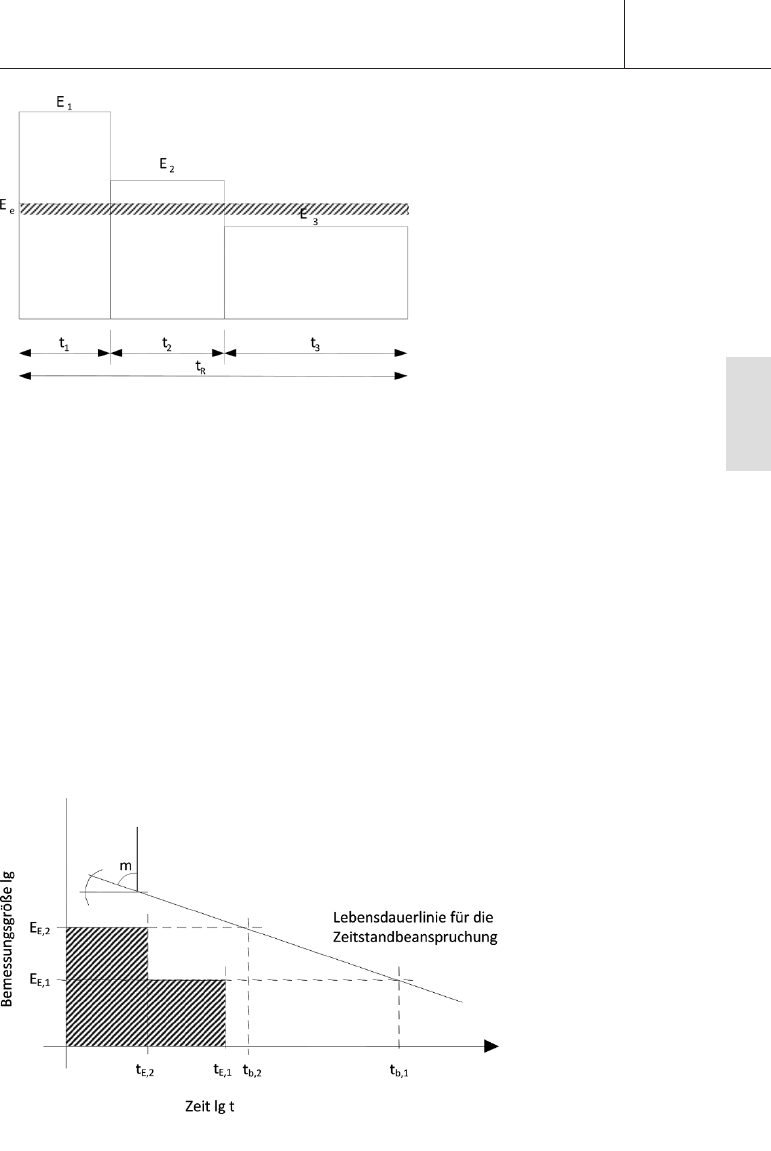 E 1
E 2
E e
E 3
t1 t2 t3
tR
m
Bemessungsgröße lg
Lebensdauerlinie für die
Zeitstandbeanspruchung
EE,2
EE,1
tE,2 tE,1 tb,2 tb,1
Zeit lg t